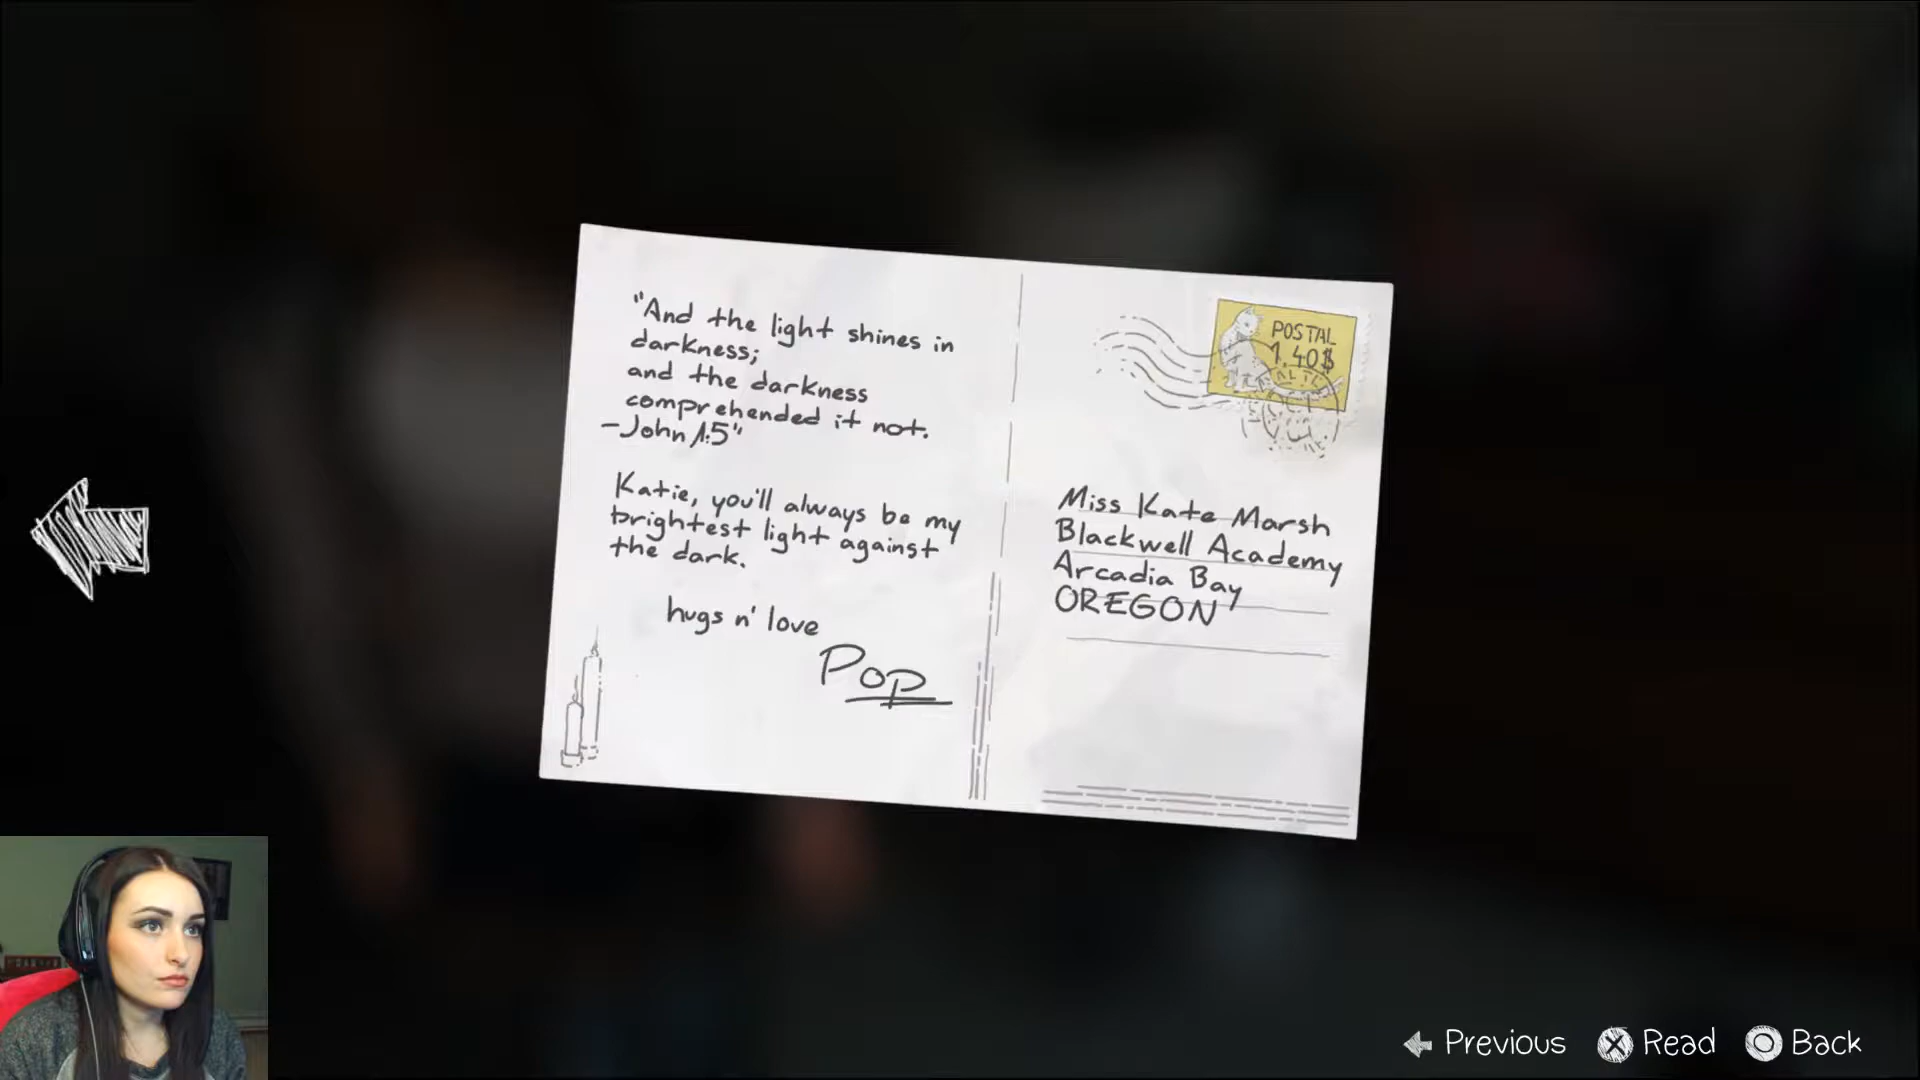 "And the light shines in
darkness;
and the darkness
comprehended it not.
-John 1:5"
Katie, you'll always be my
brightest light against
the dark.
hugs n' love
Pop
POSTAL
1.40$
Miss Kate Marsh
Blackwell Academy
Arcadia Bay
OREGON
Previous
Read
Back